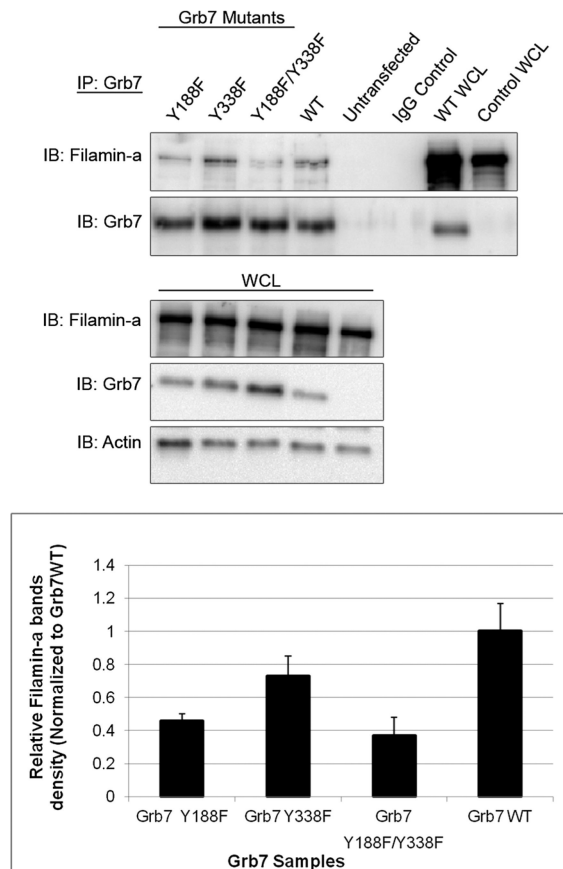 Grb7 Mutants
IP: Grb7
Y188F
Y338F
Y188F/Y338F
WT
Untransfected
IgG Control
WT WCL
Control WCL
IB: Filamin-a
IB: Grb7
WCL
IB: Filamin-a
IB: Grb7
IB: Actin
Relative Filamin-a bands
density (Normalized to Grb7WT)
1.4
1.2
1
0.8
0.6
0.4
0.2
0
Grb7 Y188F
Grb7 Y338F
Grb7
Y188F/Y338F
Grb7 WT
Grb7 Samples